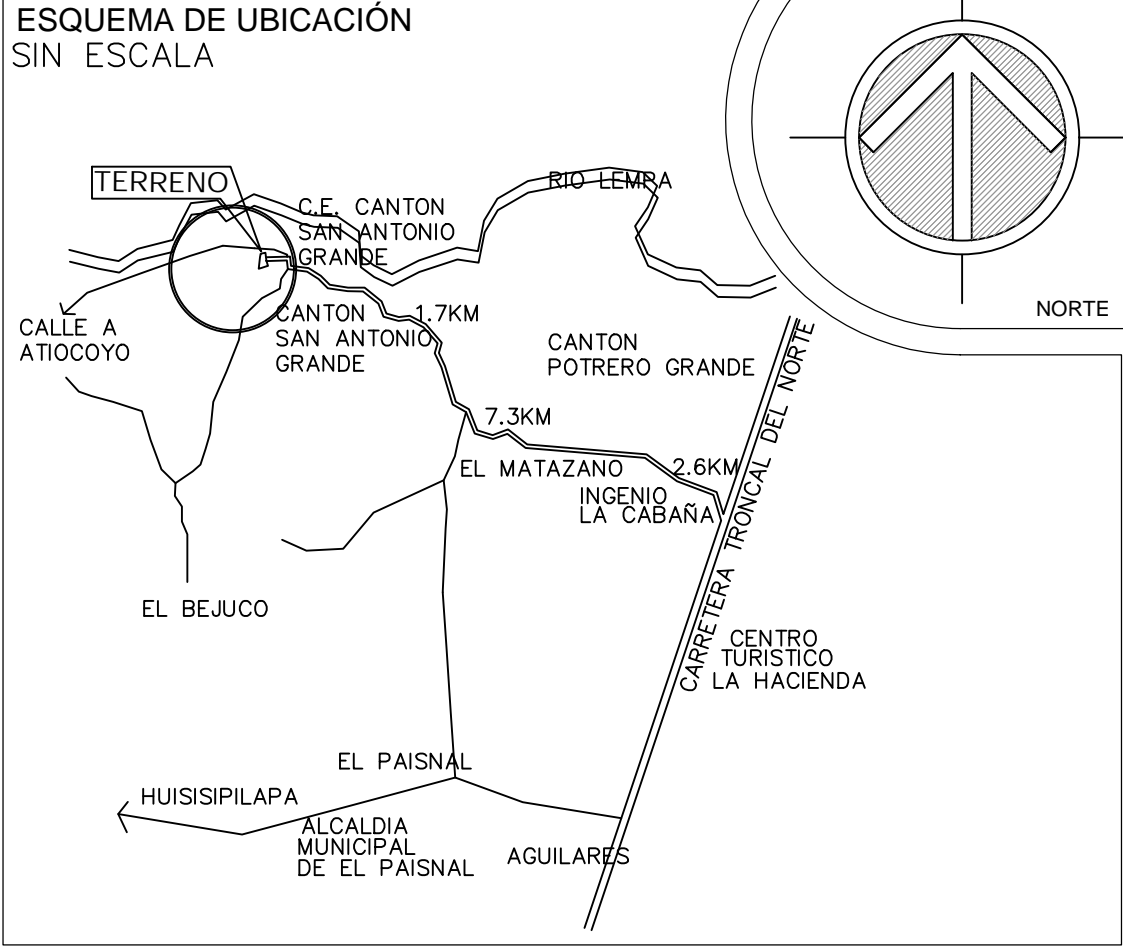 ESQUEMA DE UBICACIÓN
SIN ESCALA
NORTE
TERRENO
RIO LEMPA
C.E. CANTON
SAN ANTONIO
GRANDE
CALLE A
ATIOCOYO
CANTON
SAN ANTONIO
GRANDE
1.7KM
CANTON
POTRERO GRANDE
7.3KM
EL MATAZANO
2.6KM
INGENIO
LA CABAÑA
CARRETERA TRONCAL DEL NORTE
EL BEJUCO
CENTRO
TURISTICO
LA HACIENDA
EL PAISNAL
HUISISIPILAPA
ALCALDIA
MUNICIPAL
DE EL PAISNAL
AGUILARES